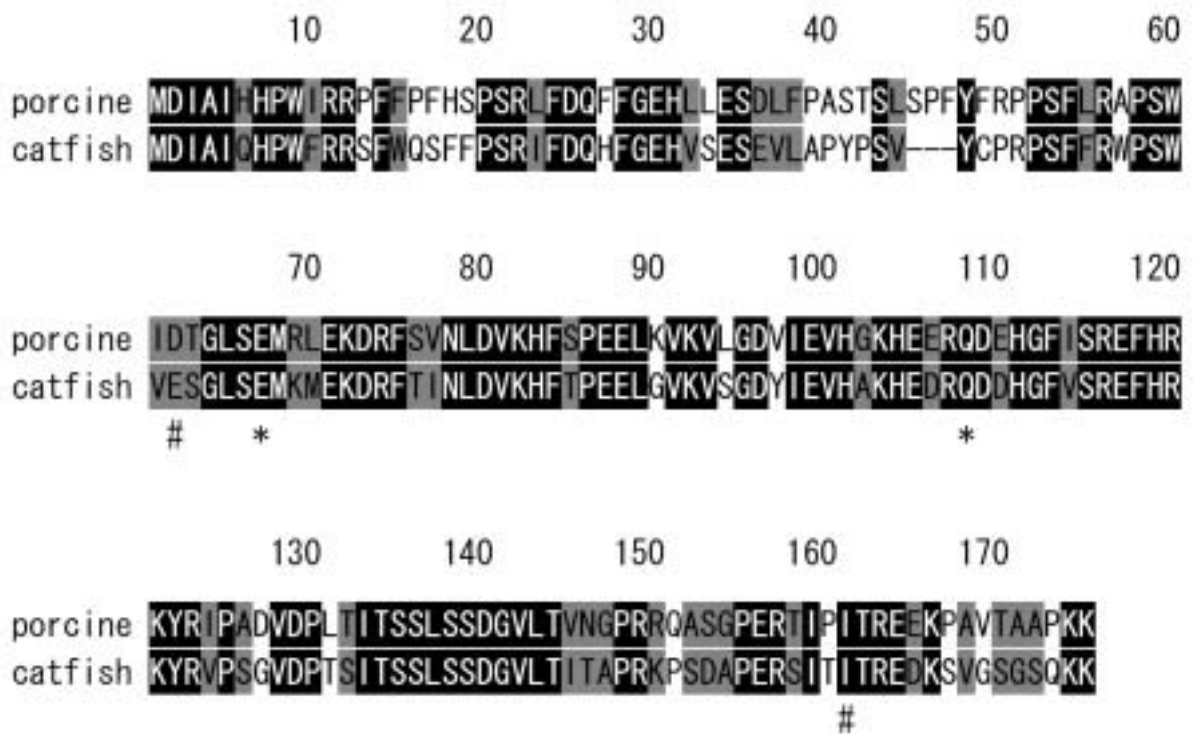 10 20 30 40 50 60
porcine MDIAIHHPWIRRPFFPFHSPSRLFDQFFGEHLLESDLFPASTSLSPFYFRPPSFLRAPSW
catfish MDIAIQHPWFRRSFWQSFFPSRIFDQHFGEHVSESEVLAPYPSV---YCPRPSFFRWPSW
70 80 90 100 110 120
porcine IDTGLSEMRLEKDRFSVNLDVKHFSPEELKVKVLGDVIEVHGKHEERQDEHGFISREFHR
catfish VESGLSEMKMEKDRFTINLDVKHFTPEELGVKVSGDYIEVHAKHEDRQDDHGFVSREFHR
# * *
130 140 150 160 170
porcine KYRIPADVDPLTITSSLSSDGVLTVNGPRRQASGPERTIPITREEKPAVTAAPKK
catfish KYRVPSGVDPTSITSSLSSDGVLTITAPRKPSDAPERSITITREDKSVGSGSQKK
#